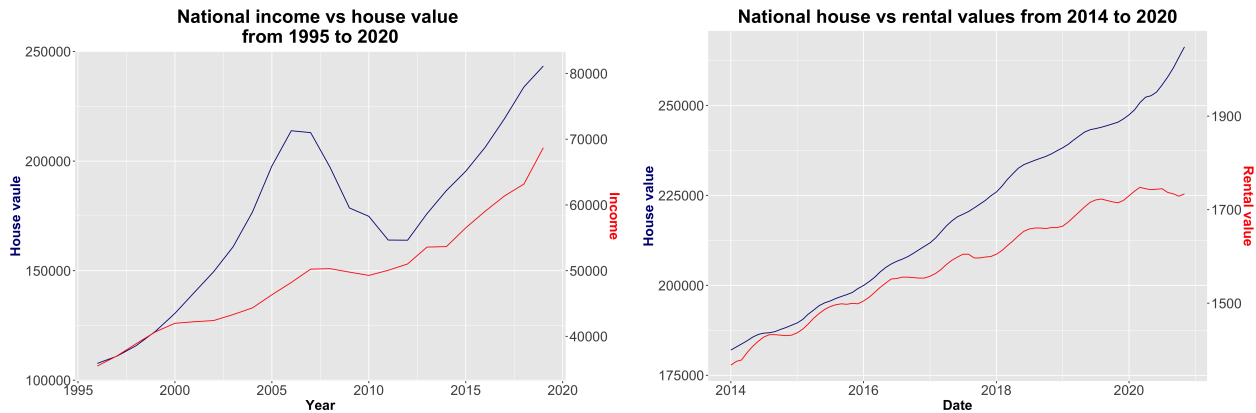 National income vs house value
from 1995 to 2020
250000
200000
150000
100000
House vaule
80000
70000
60000
50000
40000
Income
1995
2000
2005
2010
2015
2020
Year
National house vs rental values from 2014 to 2020
250000
225000
200000
175000
House value
1900
1700
1500
Rental value
2014
2016
2018
2020
Date